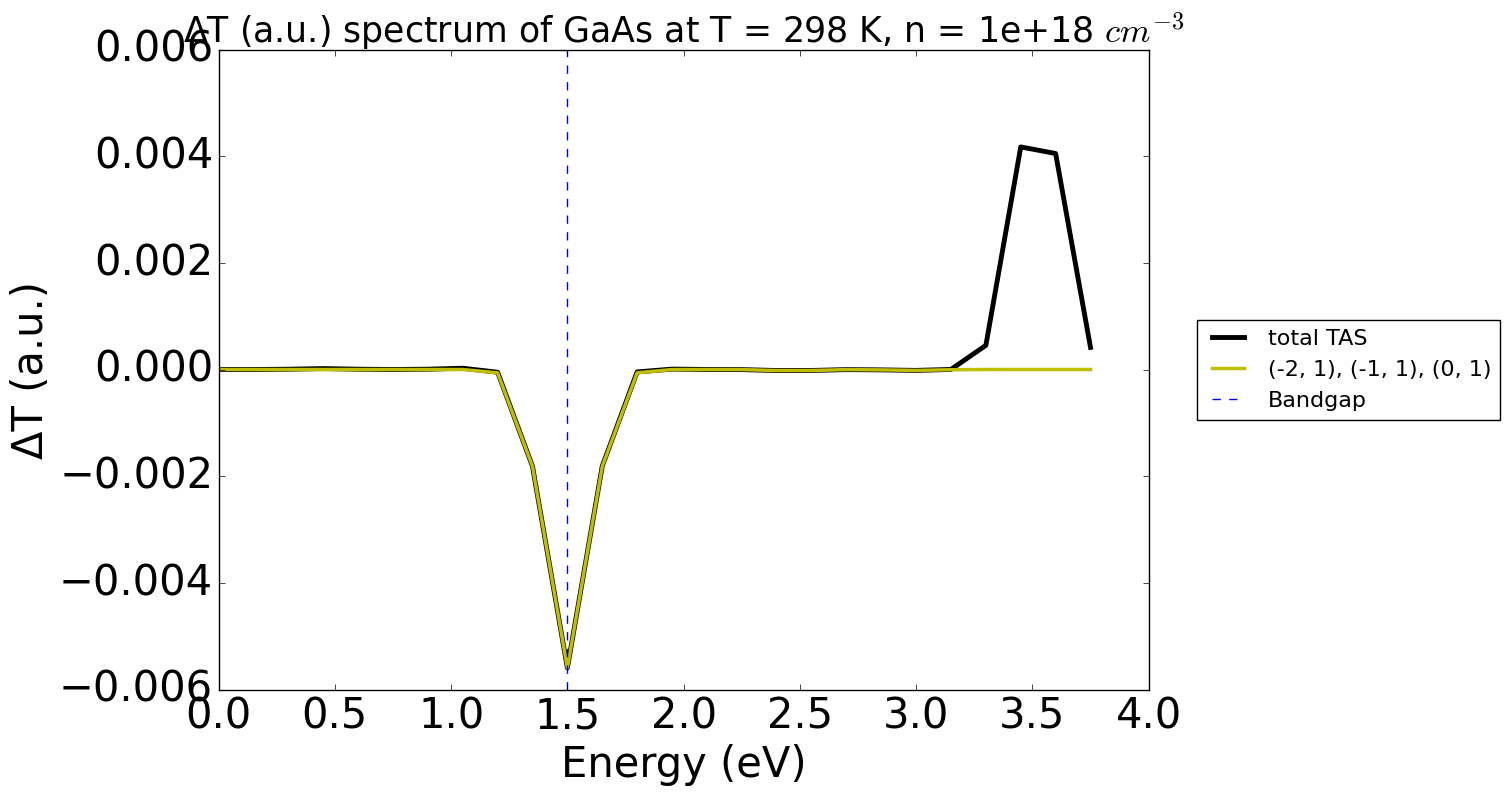 ΔT (a.u.) spectrum of GaAs at T = 298 K, n = 1e+18 cm⁻³
0.006
0.004
0.002
0.000
−0.002
−0.004
−0.006
ΔT (a.u.)
0.0 0.5 1.0 1.5 2.0 2.5 3.0 3.5 4.0
Energy (eV)
total TAS
(-2, 1), (-1, 1), (0, 1)
Bandgap